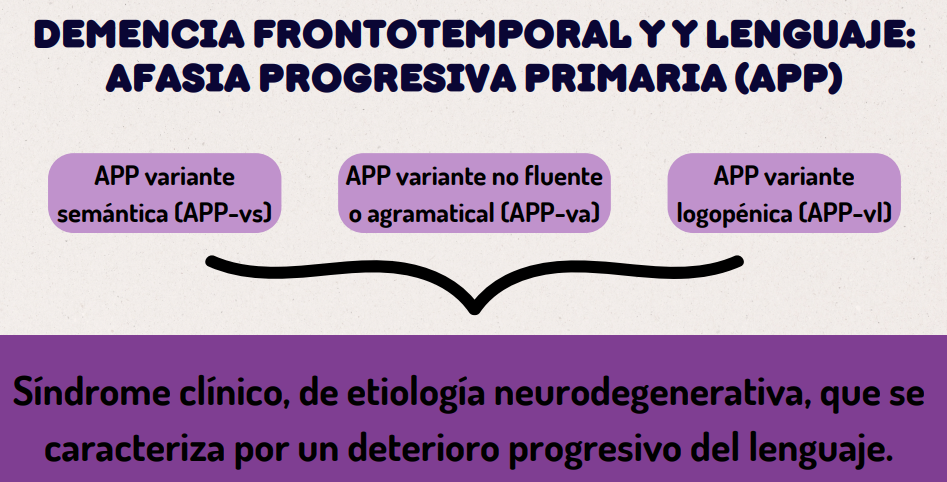 DEMENCIA FRONTOTEMPORAL Y Y LENGUAJE:
AFASIA PROGRESIVA PRIMARIA (APP)
APP variante
semántica (APP-vs)
APP variante no fluente
o agramatical (APP-va)
APP variante
logopénica (APP-vl)
Síndrome clínico, de etiología neurodegenerativa, que se
caracteriza por un deterioro progresivo del lenguaje.